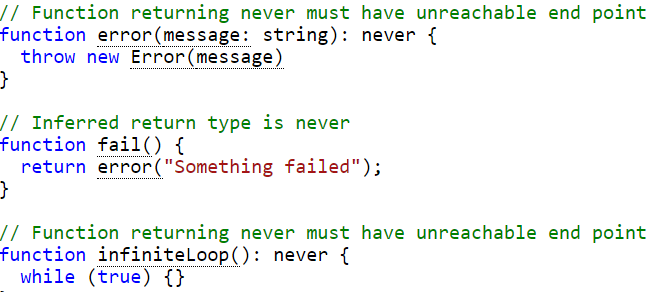 // Function returning never must have unreachable end point
function error(message: string): never {
  throw new Error(message)
}
// Inferred return type is never
function fail() {
  return error("Something failed");
}
// Function returning never must have unreachable end point
function infiniteLoop(): never {
  while (true) {}